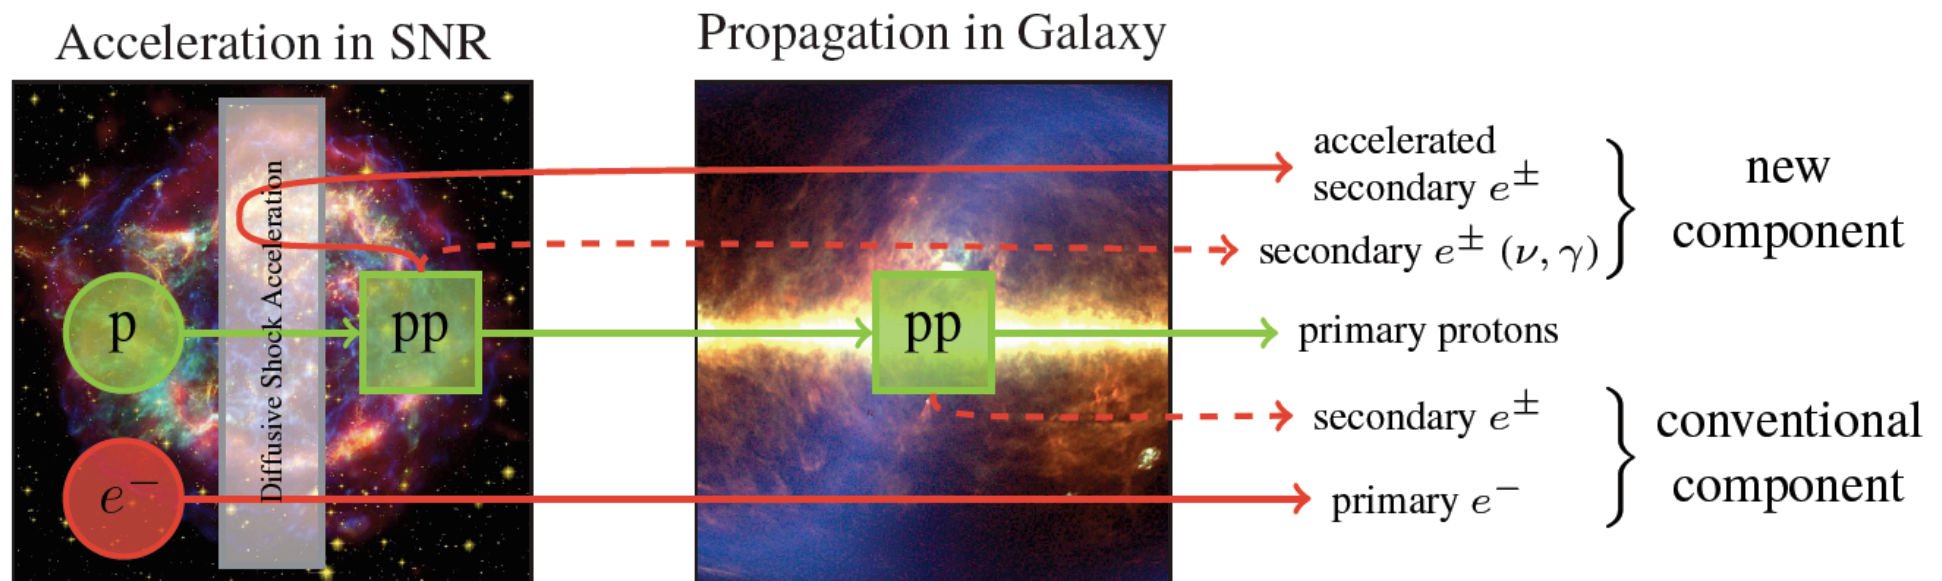 Acceleration in SNR
Propagation in Galaxy
Diffusive Shock Acceleration
p
pp
e⁻
pp
accelerated
secondary e±
secondary e± (ν, γ)
new
component
primary protons
secondary e±
primary e⁻
conventional
component